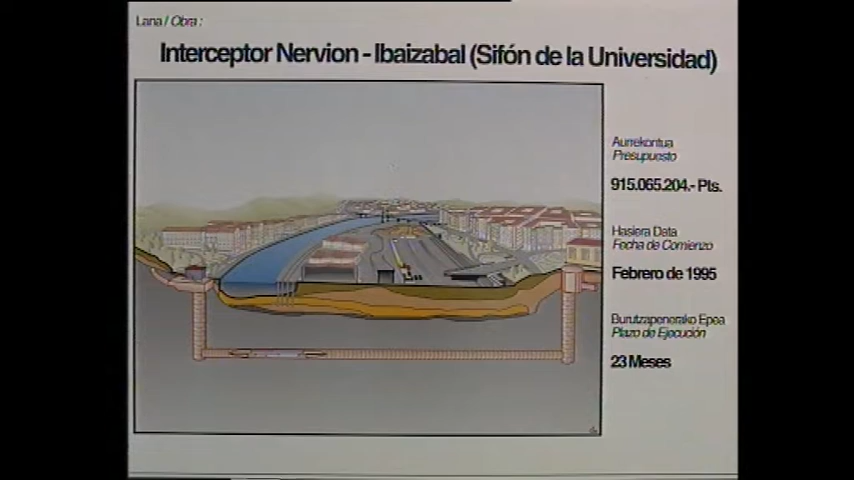 Lana / Obra :
Interceptor Nervion - Ibaizabal (Sifón de la Universidad)
Aurrekontua
Presupuesto
915.065.204.- Pts.
Hasiera Data
Fecha de Comienzo
Febrero de 1995
Burutzapenerako Epea
Plazo de Ejecución
23 Meses